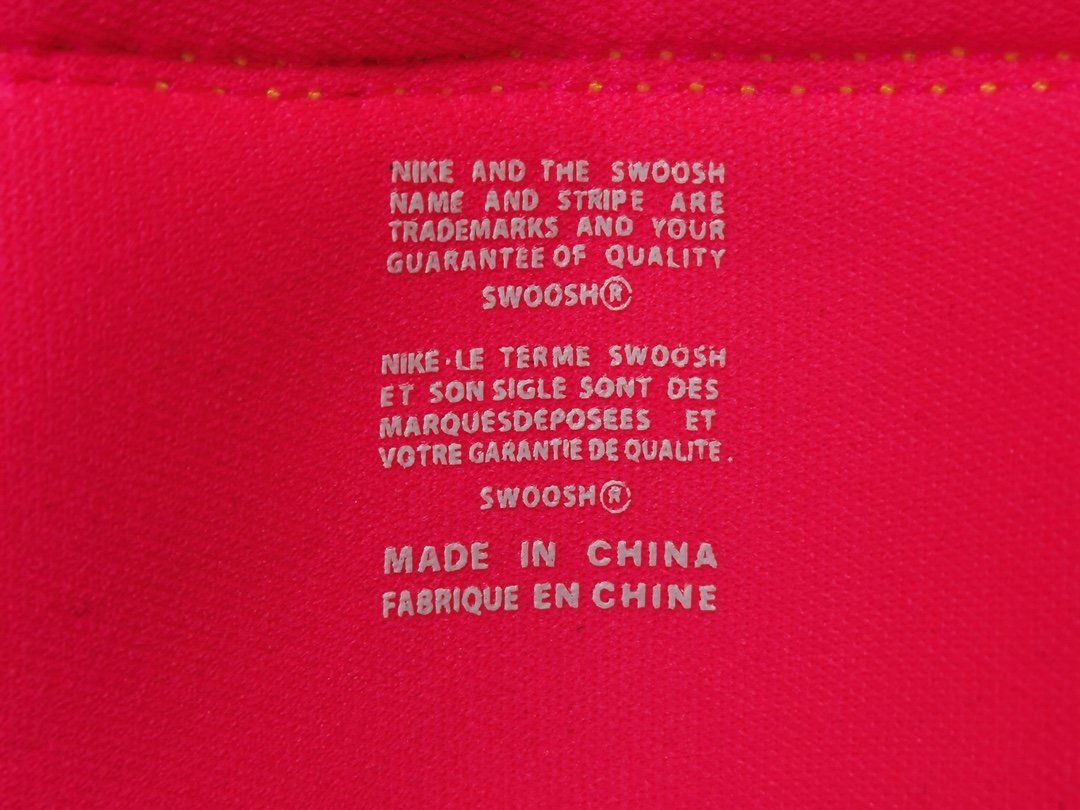 NIKE AND THE SWOOSH
NAME AND STRIPE ARE
TRADEMARKS AND YOUR
GUARANTEE OF QUALITY
SWOOSH®
NIKE·LE TERME SWOOSH
ET SON SIGLE SONT DES
MARQUESDEPOSEES ET
VOTRE GARANTIE DE QUALITE.
SWOOSH®
MADE IN CHINA
FABRIQUE EN CHINE